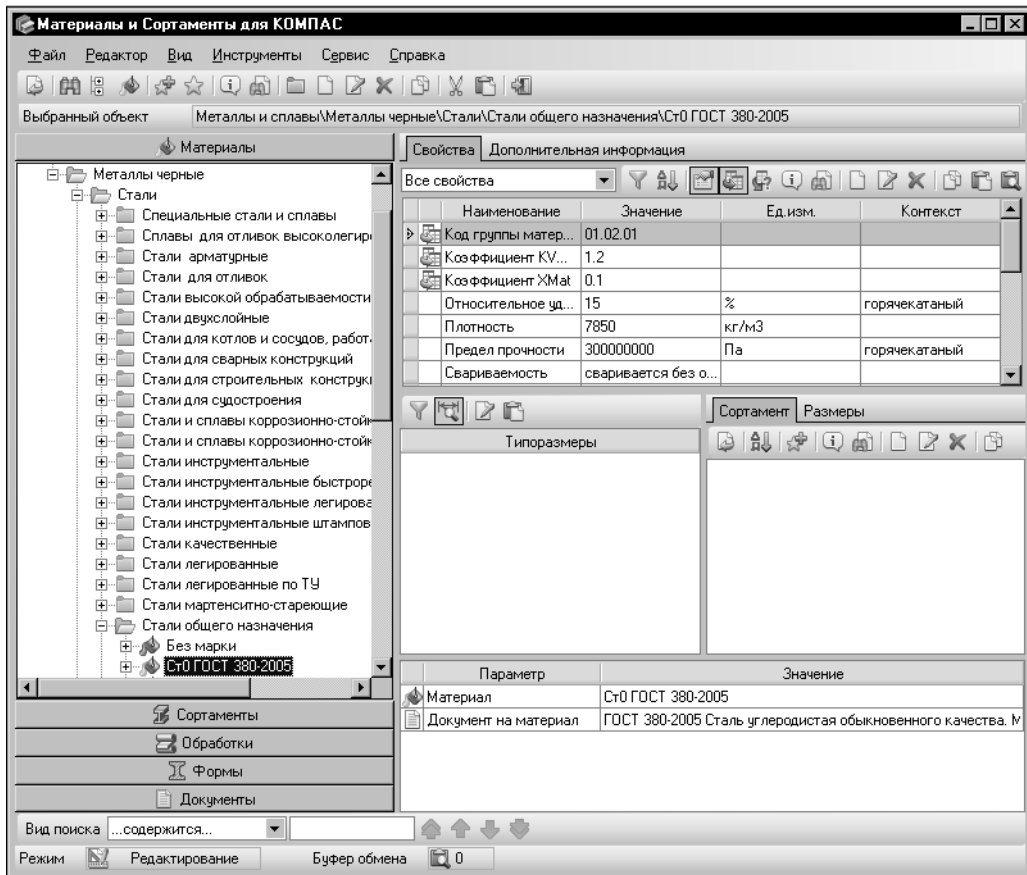 Материалы и Сортаменты для КОМПАС
Файл Редактор Вид Инструменты Сервис Справка
Выбранный объект Металлы и сплавы\Металлы черные\Стали\Стали общего назначения\Ст0 ГОСТ 380-2005
Материалы
Металлы черные
Стали
Специальные стали и сплавы
Сплавы для отливок высоколегиро
Стали арматурные
Стали для отливок
Стали высокой обрабатываемости
Стали двухслойные
Стали для котлов и сосудов, работ
Стали для сварных конструкций
Стали для строительных конструкц
Стали для судостроения
Стали и сплавы коррозионно-стойк
Стали и сплавы коррозионно-стойк
Стали инструментальные
Стали инструментальные быстроре
Стали инструментальные легирова
Стали инструментальные штампов
Стали качественные
Стали легированные
Стали легированные по ТУ
Стали мартенситно-стареющие
Стали общего назначения
Без марки
Ст0 ГОСТ 380-2005
Сортаменты
Обработки
Формы
Документы
Свойства Дополнительная информация
Все свойства
Наименование Значение Ед.изм. Контекст
Код группы матер... 01.02.01
Коэффициент KV... 1.2
Коэффициент XMat 0.1
Относительное уд... 15 % горячекатаный
Плотность 7850 кг/м3
Предел прочности 300000000 Па горячекатаный
Свариваемость сваривается без о...
Типоразмеры
Сортамент Размеры
Параметр Значение
Материал Ст0 ГОСТ 380-2005
Документ на материал ГОСТ 380-2005 Сталь углеродистая обыкновенного качества. М
Вид поиска ...содержится...
Режим Редактирование Буфер обмена 0